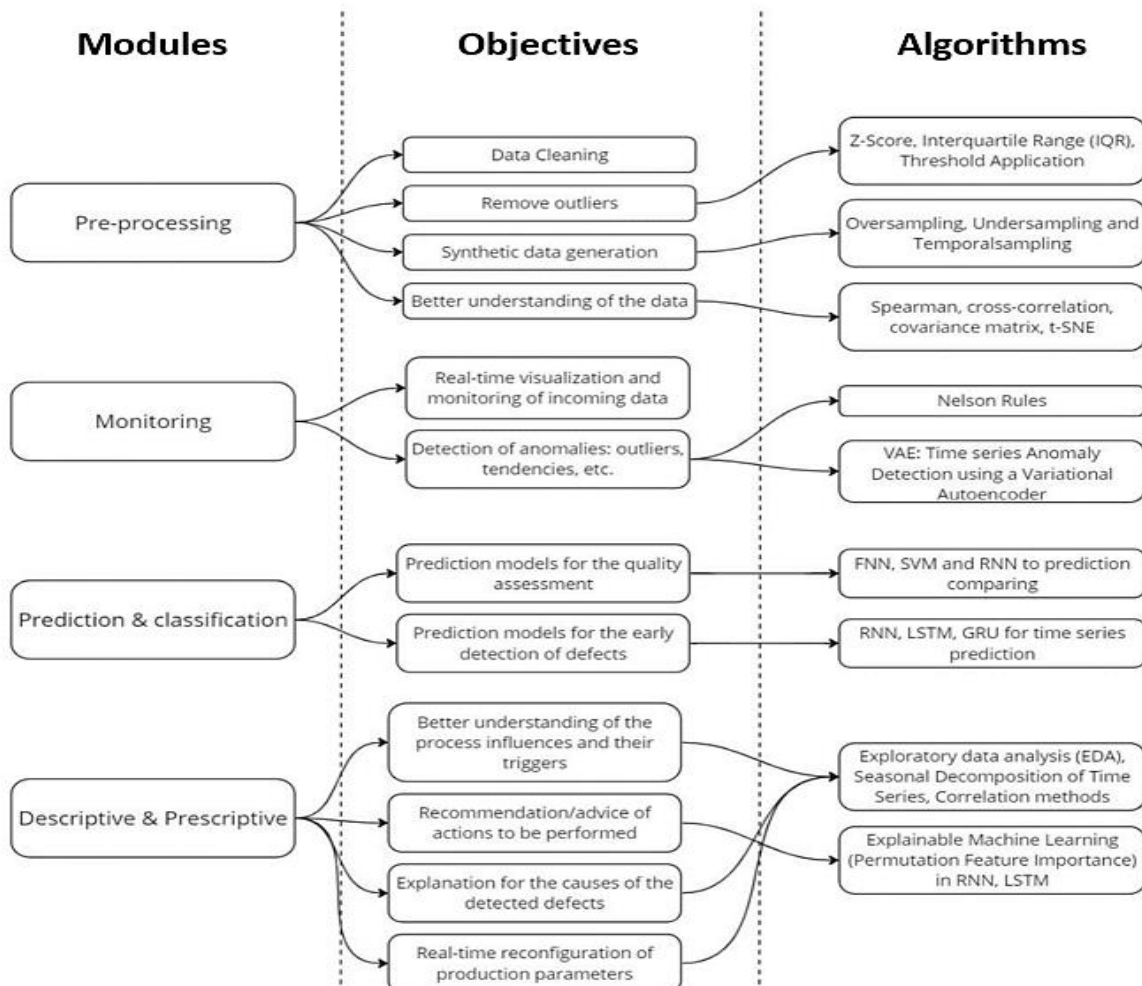 Modules
Objectives
Algorithms
Pre-processing
Data Cleaning
Remove outliers
Synthetic data generation
Better understanding of the data
Z-Score, Interquartile Range (IQR),
Threshold Application
Oversampling, Undersampling and
Temporalsampling
Spearman, cross-correlation,
covariance matrix, t-SNE
Monitoring
Real-time visualization and
monitoring of incoming data
Detection of anomalies: outliers,
tendencies, etc.
Nelson Rules
VAE: Time series Anomaly
Detection using a Variational
Autoencoder
Prediction & classification
Prediction models for the quality
assessment
Prediction models for the early
detection of defects
FNN, SVM and RNN to prediction
comparing
RNN, LSTM, GRU for time series
prediction
Descriptive & Prescriptive
Better understanding of the
process influences and their
triggers
Recommendation/advice of
actions to be performed
Explanation for the causes of the
detected defects
Real-time reconfiguration of
production parameters
Exploratory data analysis (EDA),
Seasonal Decomposition of Time
Series, Correlation methods
Explainable Machine Learning
(Permutation Feature Importance)
in RNN, LSTM